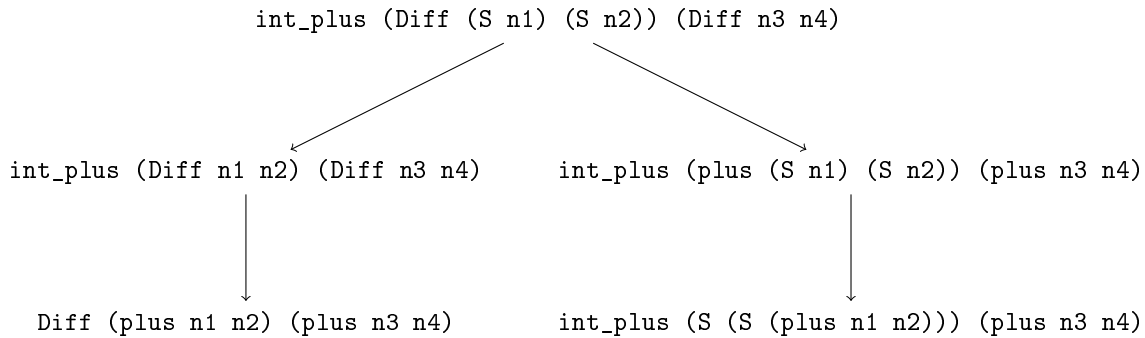 int_plus (Diff (S n1) (S n2)) (Diff n3 n4)
int_plus (Diff n1 n2) (Diff n3 n4)
int_plus (plus (S n1) (S n2)) (plus n3 n4)
Diff (plus n1 n2) (plus n3 n4)
int_plus (S (S (plus n1 n2))) (plus n3 n4)